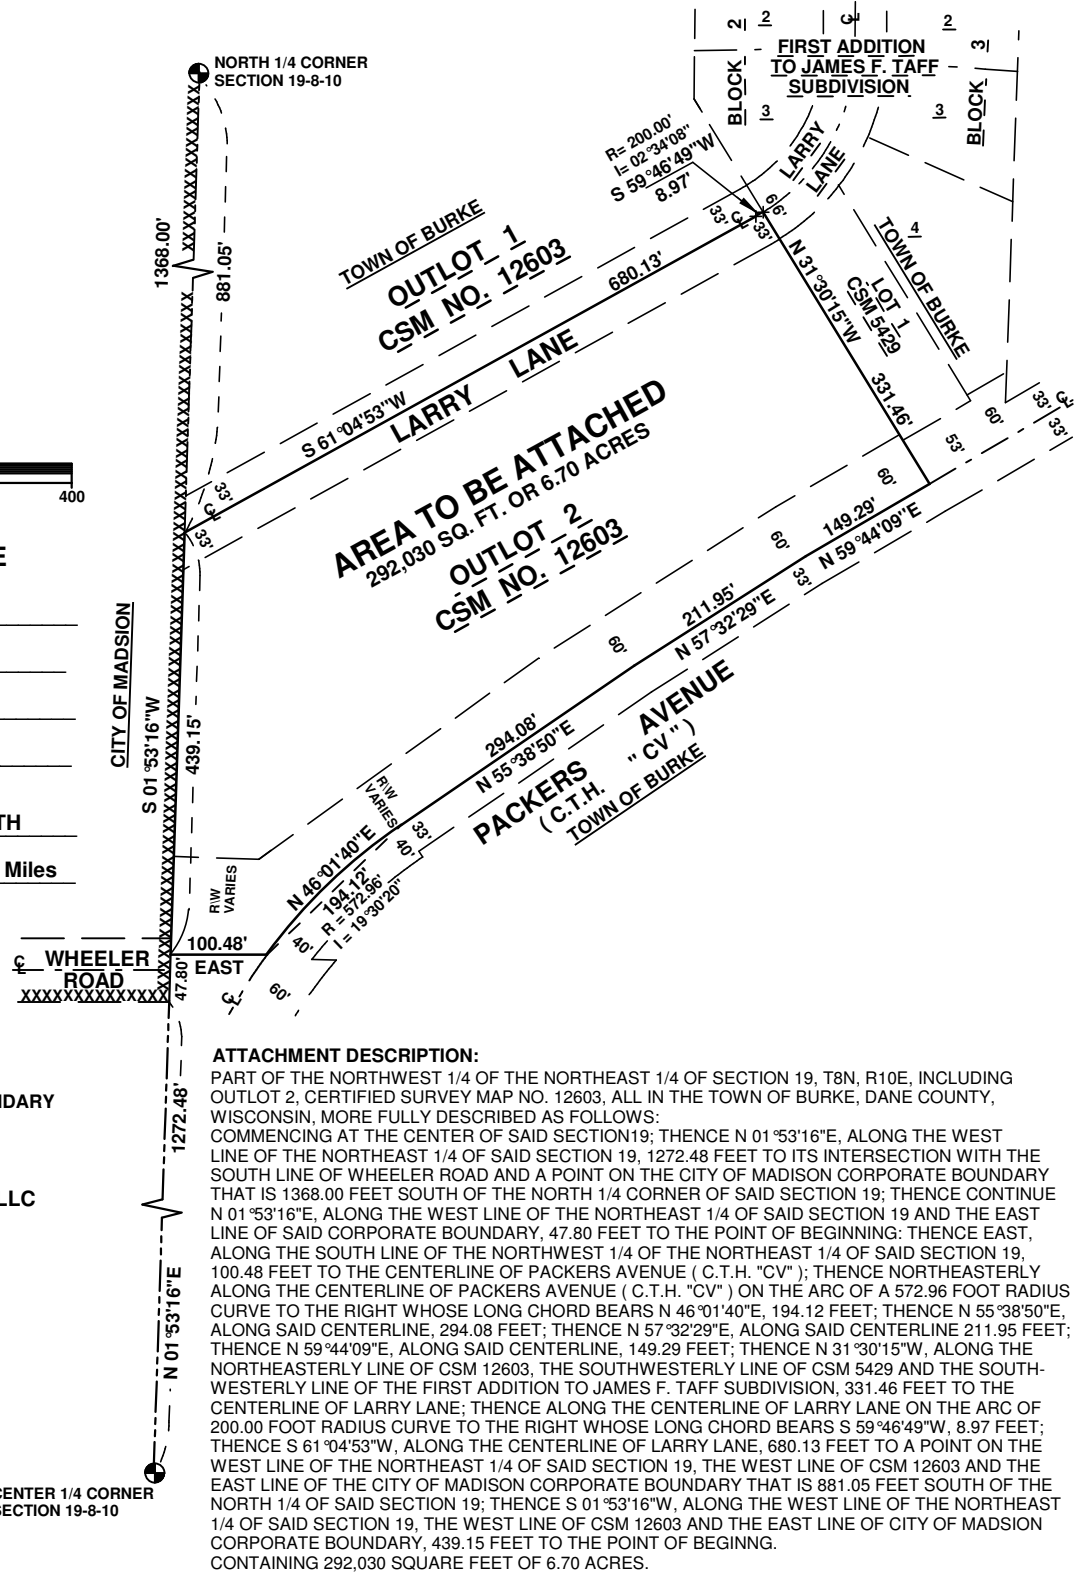 2
2
℄
2
3
BLOCK
BLOCK
FIRST ADDITION
TO JAMES F. TAFF
SUBDIVISION
3
3
NORTH 1/4 CORNER
SECTION 19-8-10
R= 200.00'
I= 02°34'08"
S 59°46'49"W
8.97'
LARRY
LANE
66'
33'
33'
℄
1368.00'
881.05'
TOWN OF BURKE
OUTLOT 1
CSM NO. 12603
680.13'
N 31°30'15"W
331.46'
4
TOWN OF BURKE
LOT 1
CSM 5429
S 61°04'53"W
LARRY LANE
33'
℄
33'
60'
33'
℄
33'
53'
60'
400
E
AREA TO BE ATTACHED
292,030 SQ. FT. OR 6.70 ACRES
OUTLOT 2
CSM NO. 12603
149.29'
N 59°44'09"E
60'
33'
211.95'
N 57°32'29"E
60'
CITY OF MADSION
S 01°53'16"W
439.15'
294.08'
N 55°38'50"E
PACKERS AVENUE
( C.T.H. " CV " )
TOWN OF BURKE
R\W
VARIES
33'
40'
TH
Miles
R\W
VARIES
N 46°01'40"E
194.12'
R = 572.96'
I = 19°30'20"
40'
60'
℄
100.48'
EAST
47.80'
℄ WHEELER
ROAD
XXXXXXXXXXXXXXX
1272.48'
NDARY
LLC
N 01°53'16"E
CENTER 1/4 CORNER
SECTION 19-8-10
ATTACHMENT DESCRIPTION:
PART OF THE NORTHWEST 1/4 OF THE NORTHEAST 1/4 OF SECTION 19, T8N, R10E, INCLUDING
OUTLOT 2, CERTIFIED SURVEY MAP NO. 12603, ALL IN THE TOWN OF BURKE, DANE COUNTY,
WISCONSIN, MORE FULLY DESCRIBED AS FOLLOWS:
COMMENCING AT THE CENTER OF SAID SECTION19; THENCE N 01°53'16"E, ALONG THE WEST
LINE OF THE NORTHEAST 1/4 OF SAID SECTION 19, 1272.48 FEET TO ITS INTERSECTION WITH THE
SOUTH LINE OF WHEELER ROAD AND A POINT ON THE CITY OF MADISON CORPORATE BOUNDARY
THAT IS 1368.00 FEET SOUTH OF THE NORTH 1/4 CORNER OF SAID SECTION 19; THENCE CONTINUE
N 01°53'16"E, ALONG THE WEST LINE OF THE NORTHEAST 1/4 OF SAID SECTION 19 AND THE EAST
LINE OF SAID CORPORATE BOUNDARY, 47.80 FEET TO THE POINT OF BEGINNING: THENCE EAST,
ALONG THE SOUTH LINE OF THE NORTHWEST 1/4 OF THE NORTHEAST 1/4 OF SAID SECTION 19,
100.48 FEET TO THE CENTERLINE OF PACKERS AVENUE ( C.T.H. "CV" ); THENCE NORTHEASTERLY
ALONG THE CENTERLINE OF PACKERS AVENUE ( C.T.H. "CV" ) ON THE ARC OF A 572.96 FOOT RADIUS
CURVE TO THE RIGHT WHOSE LONG CHORD BEARS N 46°01'40"E, 194.12 FEET; THENCE N 55°38'50"E,
ALONG SAID CENTERLINE, 294.08 FEET; THENCE N 57°32'29"E, ALONG SAID CENTERLINE 211.95 FEET;
THENCE N 59°44'09"E, ALONG SAID CENTERLINE, 149.29 FEET; THENCE N 31°30'15"W, ALONG THE
NORTHEASTERLY LINE OF CSM 12603, THE SOUTHWESTERLY LINE OF CSM 5429 AND THE SOUTH-
WESTERLY LINE OF THE FIRST ADDITION TO JAMES F. TAFF SUBDIVISION, 331.46 FEET TO THE
CENTERLINE OF LARRY LANE; THENCE ALONG THE CENTERLINE OF LARRY LANE ON THE ARC OF
200.00 FOOT RADIUS CURVE TO THE RIGHT WHOSE LONG CHORD BEARS S 59°46'49"W, 8.97 FEET;
THENCE S 61°04'53"W, ALONG THE CENTERLINE OF LARRY LANE, 680.13 FEET TO A POINT ON THE
WEST LINE OF THE NORTHEAST 1/4 OF SAID SECTION 19, THE WEST LINE OF CSM 12603 AND THE
EAST LINE OF THE CITY OF MADISON CORPORATE BOUNDARY THAT IS 881.05 FEET SOUTH OF THE
NORTH 1/4 OF SAID SECTION 19; THENCE S 01°53'16"W, ALONG THE WEST LINE OF THE NORTHEAST
1/4 OF SAID SECTION 19, THE WEST LINE OF CSM 12603 AND THE EAST LINE OF CITY OF MADSION
CORPORATE BOUNDARY, 439.15 FEET TO THE POINT OF BEGINNG.
CONTAINING 292,030 SQUARE FEET OF 6.70 ACRES.